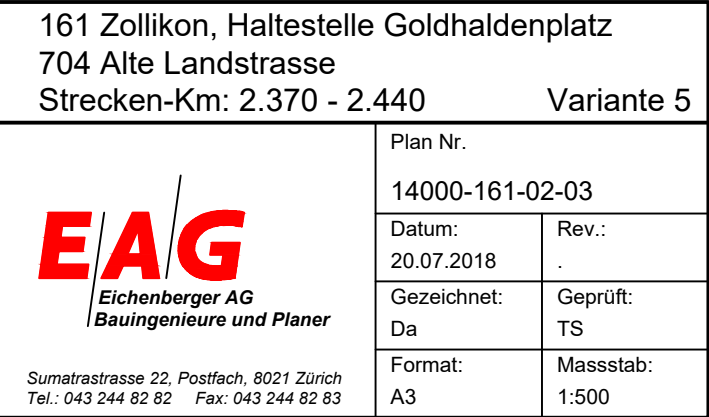 161 Zollikon, Haltestelle Goldhaldenplatz
704 Alte Landstrasse
Strecken-Km: 2.370 - 2.440 Variante 5
Plan Nr.
14000-161-02-03
EAG
Eichenberger AG
Bauingenieure und Planer
Sumatrastrasse 22, Postfach, 8021 Zürich
Tel.: 043 244 82 82 Fax: 043 244 82 83
Datum: Rev.:
20.07.2018 .
Gezeichnet: Geprüft:
Da TS
Format: Massstab:
A3 1:500